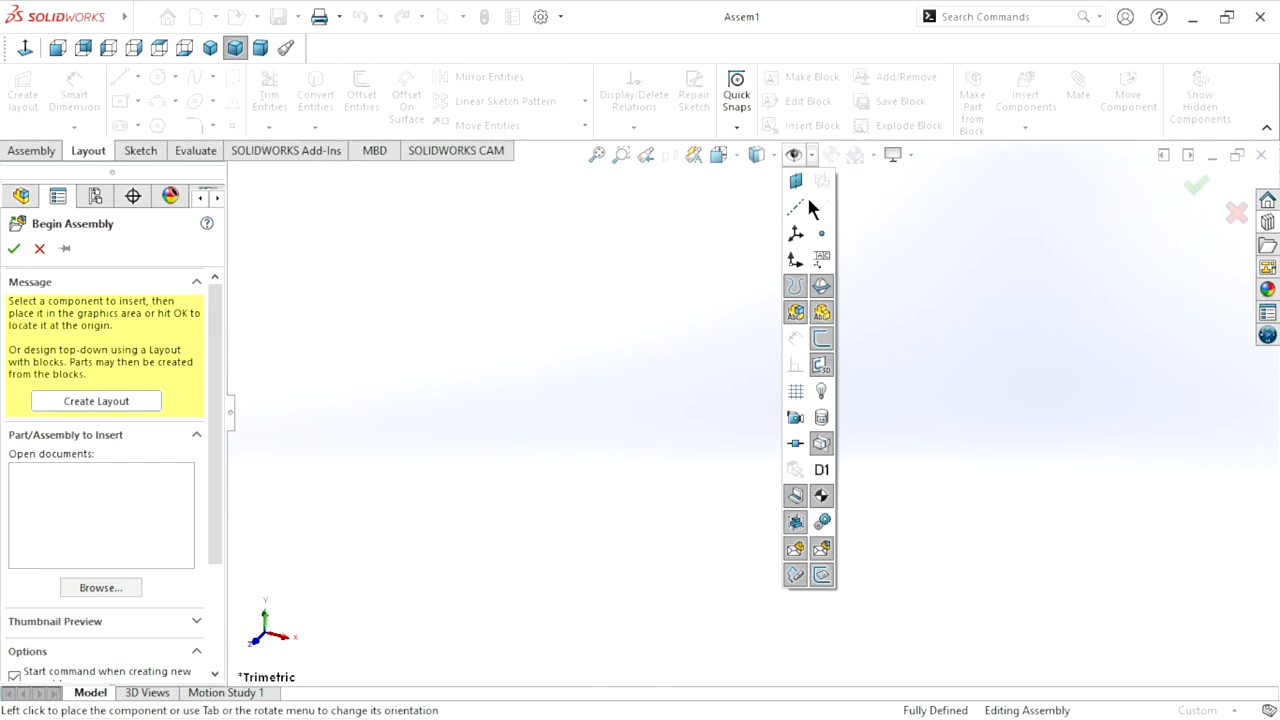 SOLIDWORKS
Assem1
Search Commands
Create layout
Smart Dimension
Trim Entities
Convert Entities
Offset Entities
Offset On Surface
Mirror Entities
Linear Sketch Pattern
Move Entities
Display/Delete Relations
Repair Sketch
Quick Snaps
Make Block
Edit Block
Insert Block
Add/Remove
Save Block
Explode Block
Make Part from Block
Insert Components
Mate
Move Component
Show Hidden Components
Assembly
Layout
Sketch
Evaluate
SOLIDWORKS Add-Ins
MBD
SOLIDWORKS CAM
Begin Assembly
Message
Select a component to insert, then
place it in the graphics area or hit OK to
locate it at the origin.
Or design top-down using a Layout
with blocks. Parts may then be created
from the blocks.
Create Layout
Part/Assembly to Insert
Open documents:
Browse...
Thumbnail Preview
Options
Start command when creating new
D1
Y
X
Z
*Trimetric
Model
3D Views
Motion Study 1
Left click to place the component or use Tab or the rotate menu to change its orientation
Fully Defined
Editing Assembly
Custom